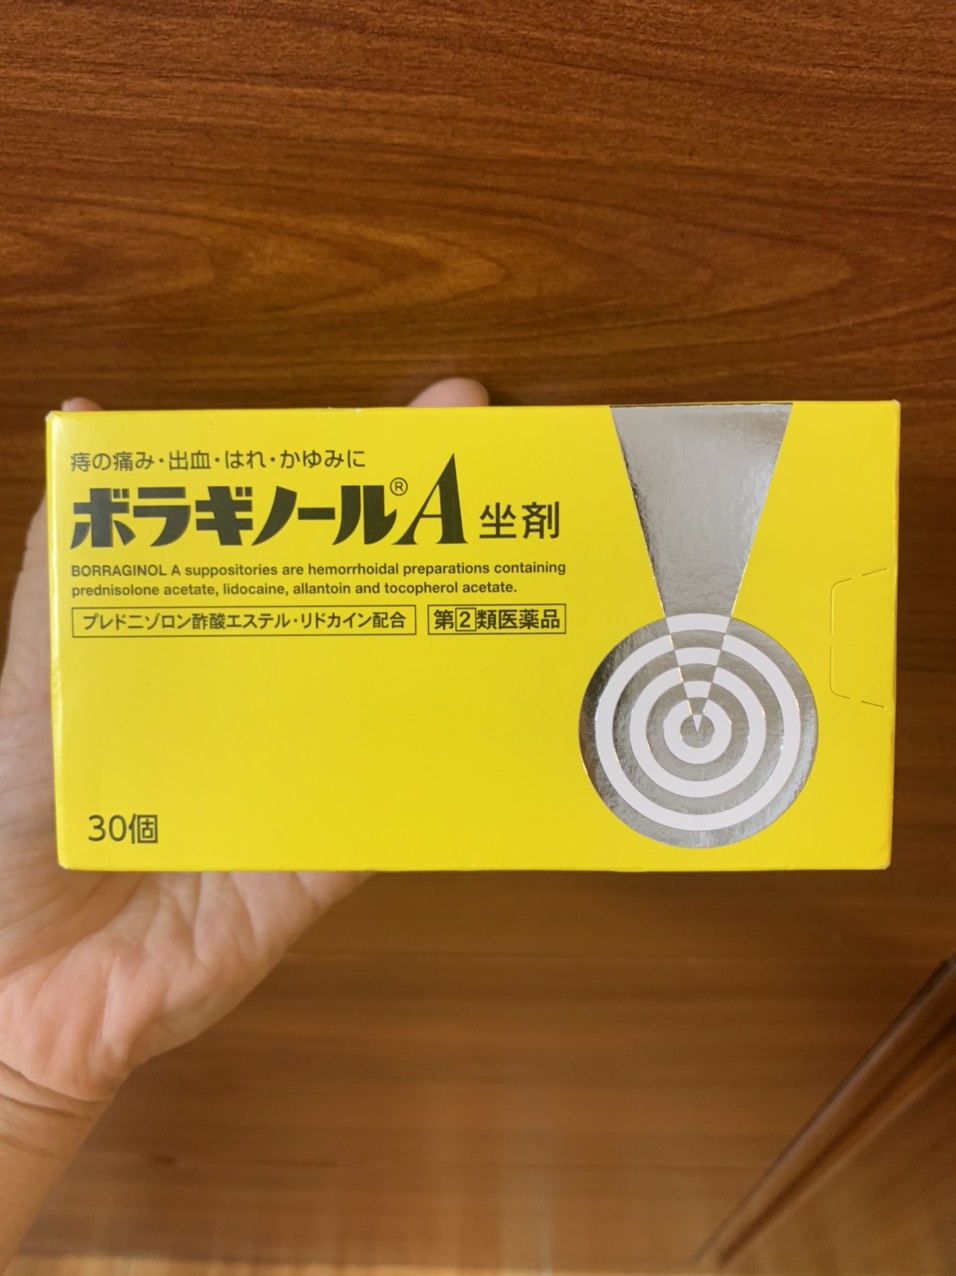 痔の痛み・出血・はれ・かゆみに
ボラギノール®A 坐剤
BORRAGINOL A suppositories are hemorrhoidal preparations containing
prednisolone acetate, lidocaine, allantoin and tocopherol acetate.
プレドニゾロン酢酸エステル・リドカイン配合 第2類医薬品
30個